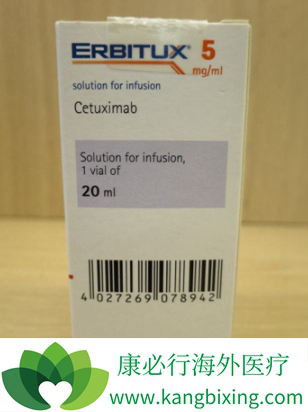 ERBITUX® 5
mg/ml
solution for infusion
Cetuximab
Solution for infusion,
1 vial of
20 ml
4 027269 078942
康必行海外医疗
www.kangbixing.com